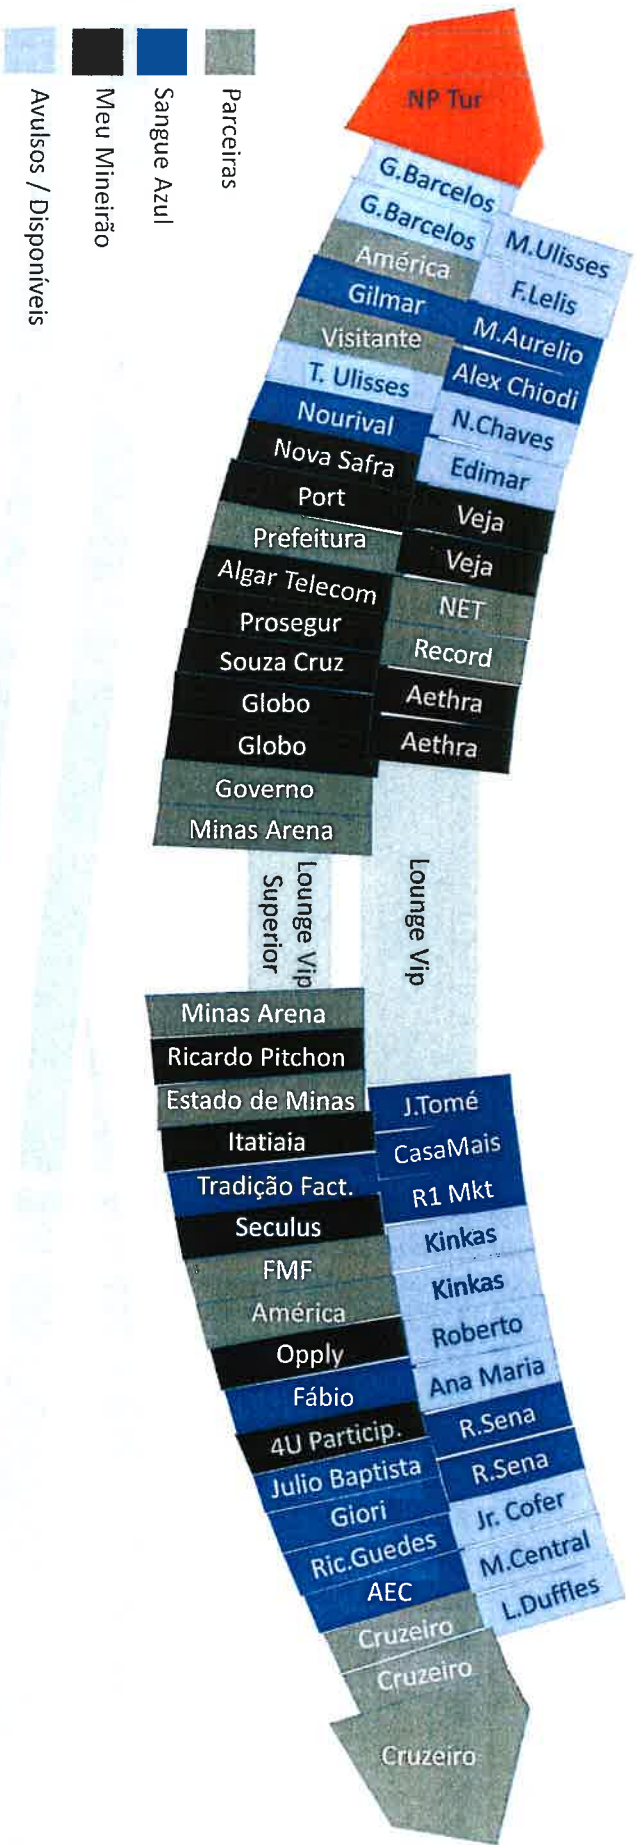 NP Tur
G.Barcelos
G.Barcelos
América
Gilmar
Visitante
T. Ulisses
Nourival
Nova Safra
Port
Prefeitura
Algar Telecom
Prosegur
Souza Cruz
Globo
Globo
Governo
Minas Arena
M.Ulisses
F.Lelis
M.Aurelio
Alex Chiodi
N.Chaves
Edimar
Veja
Veja
NET
Record
Aethra
Aethra
Lounge Vip
Lounge Vip
Superior
Minas Arena
Ricardo Pitchon
Estado de Minas
Itatiaia
Tradição Fact.
Seculus
FMF
América
Opply
Fábio
4U Particip.
Julio Baptista
Giori
Ric.Guedes
AEC
Cruzeiro
Cruzeiro
Cruzeiro
J.Tomé
CasaMais
R1 Mkt
Kinkas
Kinkas
Roberto
Ana Maria
R.Sena
R.Sena
Jr. Cofer
M.Central
L.Duffles
Parceiras
Sangue Azul
Meu Mineirão
Avulsos / Disponíveis